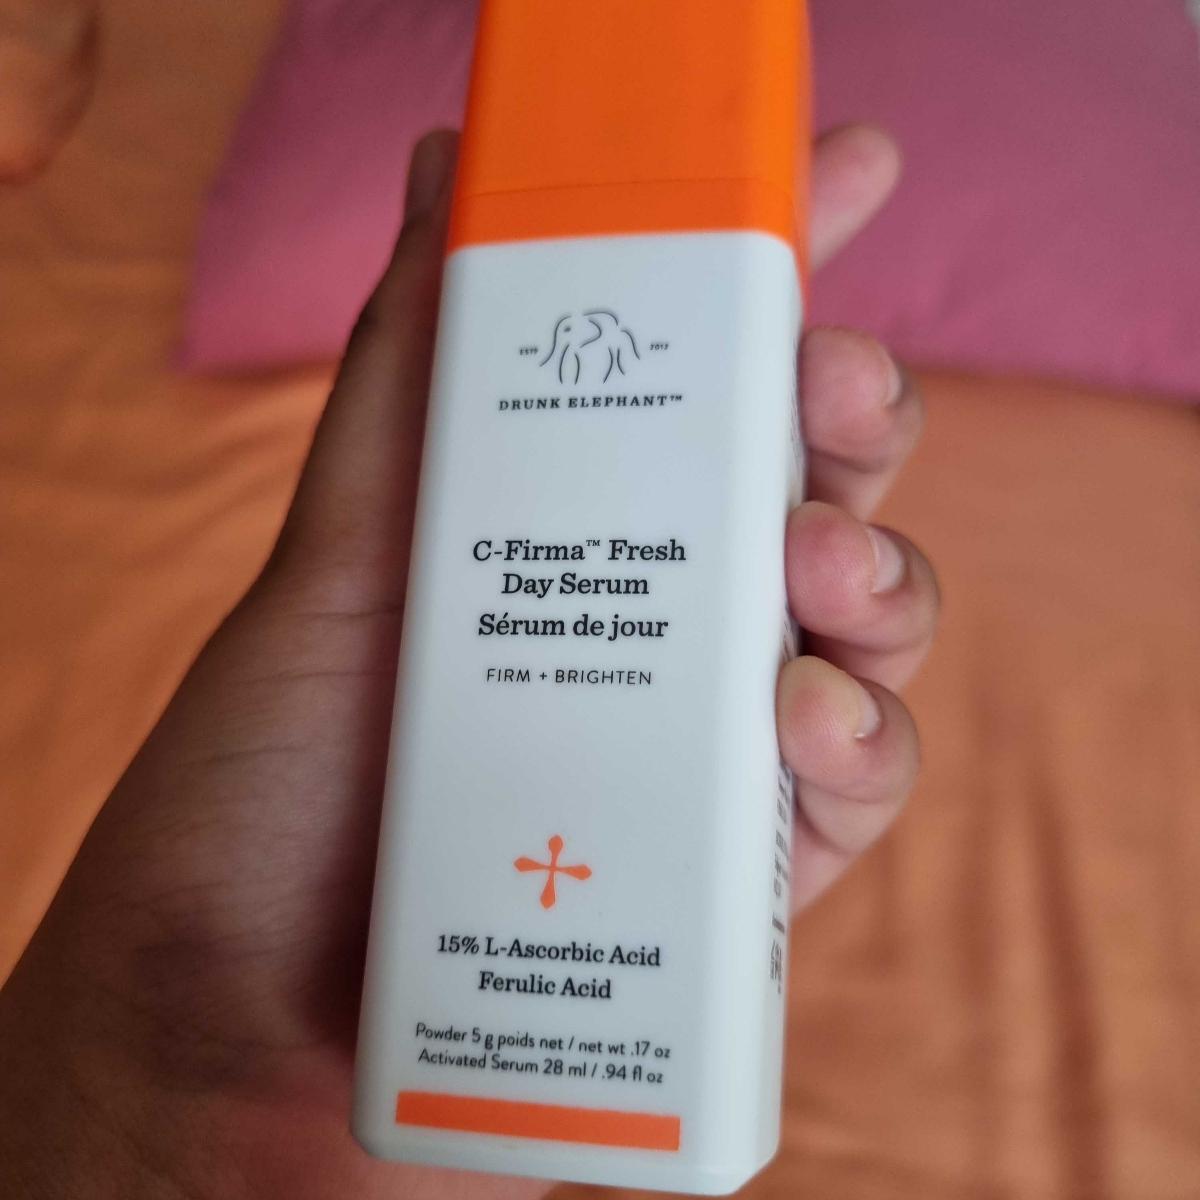 ESTD 2012
DRUNK ELEPHANT™
C-Firma™ Fresh
Day Serum
Sérum de jour
FIRM + BRIGHTEN
15% L-Ascorbic Acid
Ferulic Acid
Powder 5 g poids net / net wt .17 oz
Activated Serum 28 ml / .94 fl oz